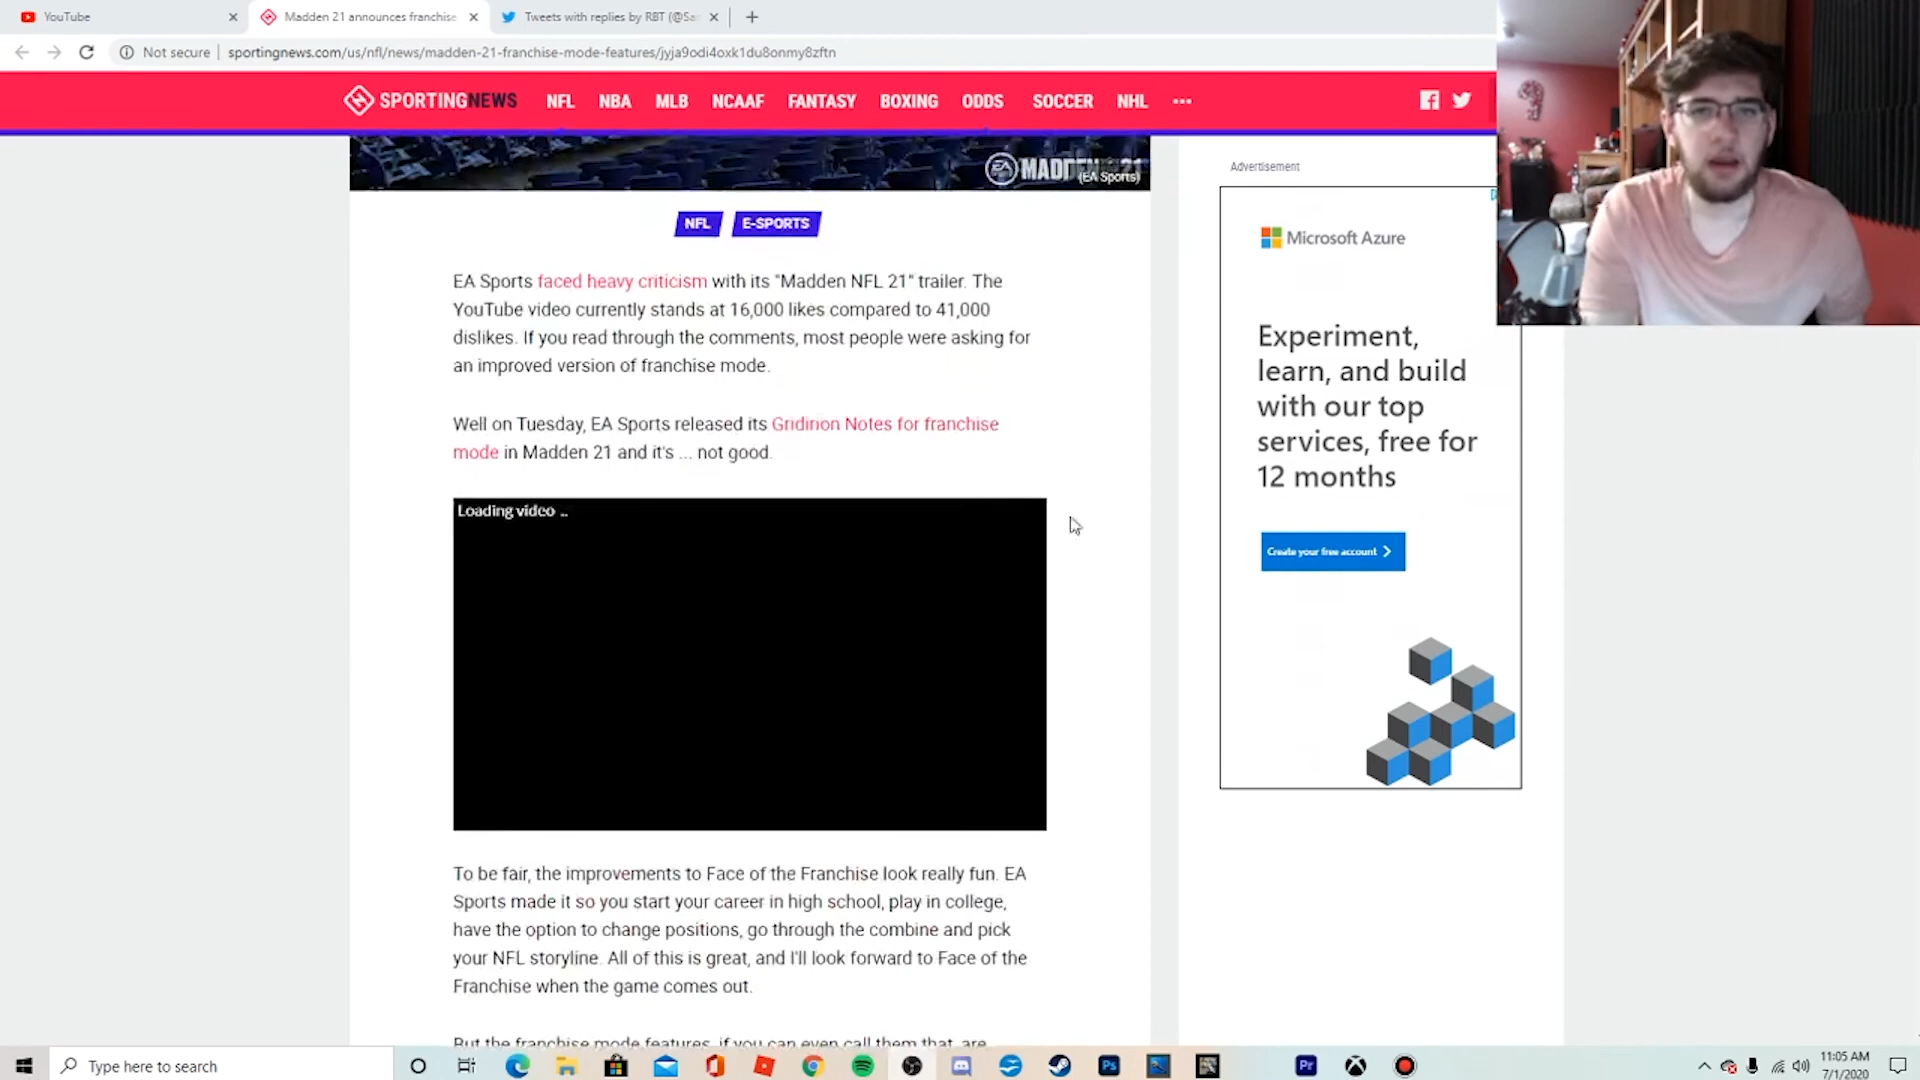 YouTube
Madden 21 announces franchise
Tweets with replies by RBT (@Sa
Not secure
sportingnews.com/us/nfl/news/madden-21-franchise-mode-features/jyja9odi4oxk1du8onmy8zftn
SPORTINGNEWS
NFL NBA MLB NCAAF FANTASY BOXING ODDS SOCCER NHL
(EA Sports)
NFL E-SPORTS
EA Sports faced heavy criticism with its "Madden NFL 21" trailer. The
YouTube video currently stands at 16,000 likes compared to 41,000
dislikes. If you read through the comments, most people were asking for
an improved version of franchise mode.
Well on Tuesday, EA Sports released its Gridirion Notes for franchise
mode in Madden 21 and it's ... not good.
Loading video ..
To be fair, the improvements to Face of the Franchise look really fun. EA
Sports made it so you start your career in high school, play in college,
have the option to change positions, go through the combine and pick
your NFL storyline. All of this is great, and I'll look forward to Face of the
Franchise when the game comes out.
But the franchise mode features, if you can even call them that, are
Advertisement
Microsoft Azure
Experiment,
learn, and build
with our top
services, free for
12 months
Create your free account
Type here to search
Ps
Pr
11:05 AM
7/1/2020